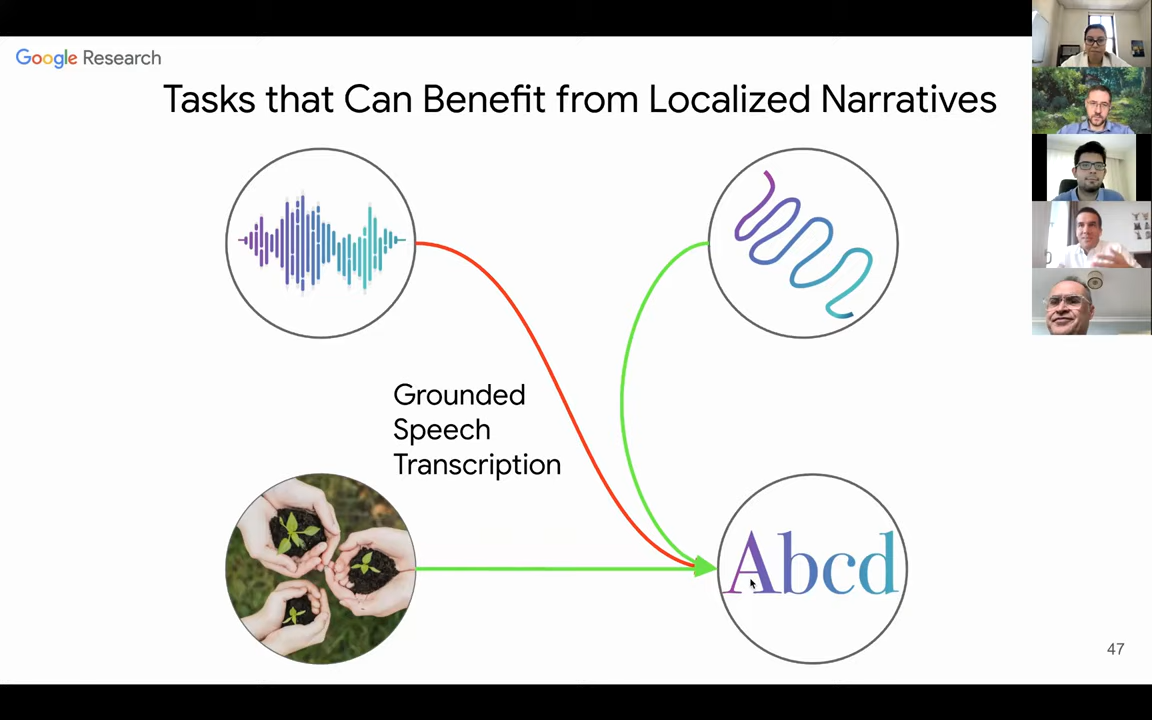 Google Research
Tasks that Can Benefit from Localized Narratives
Grounded
Speech
Transcription
Abcd
47